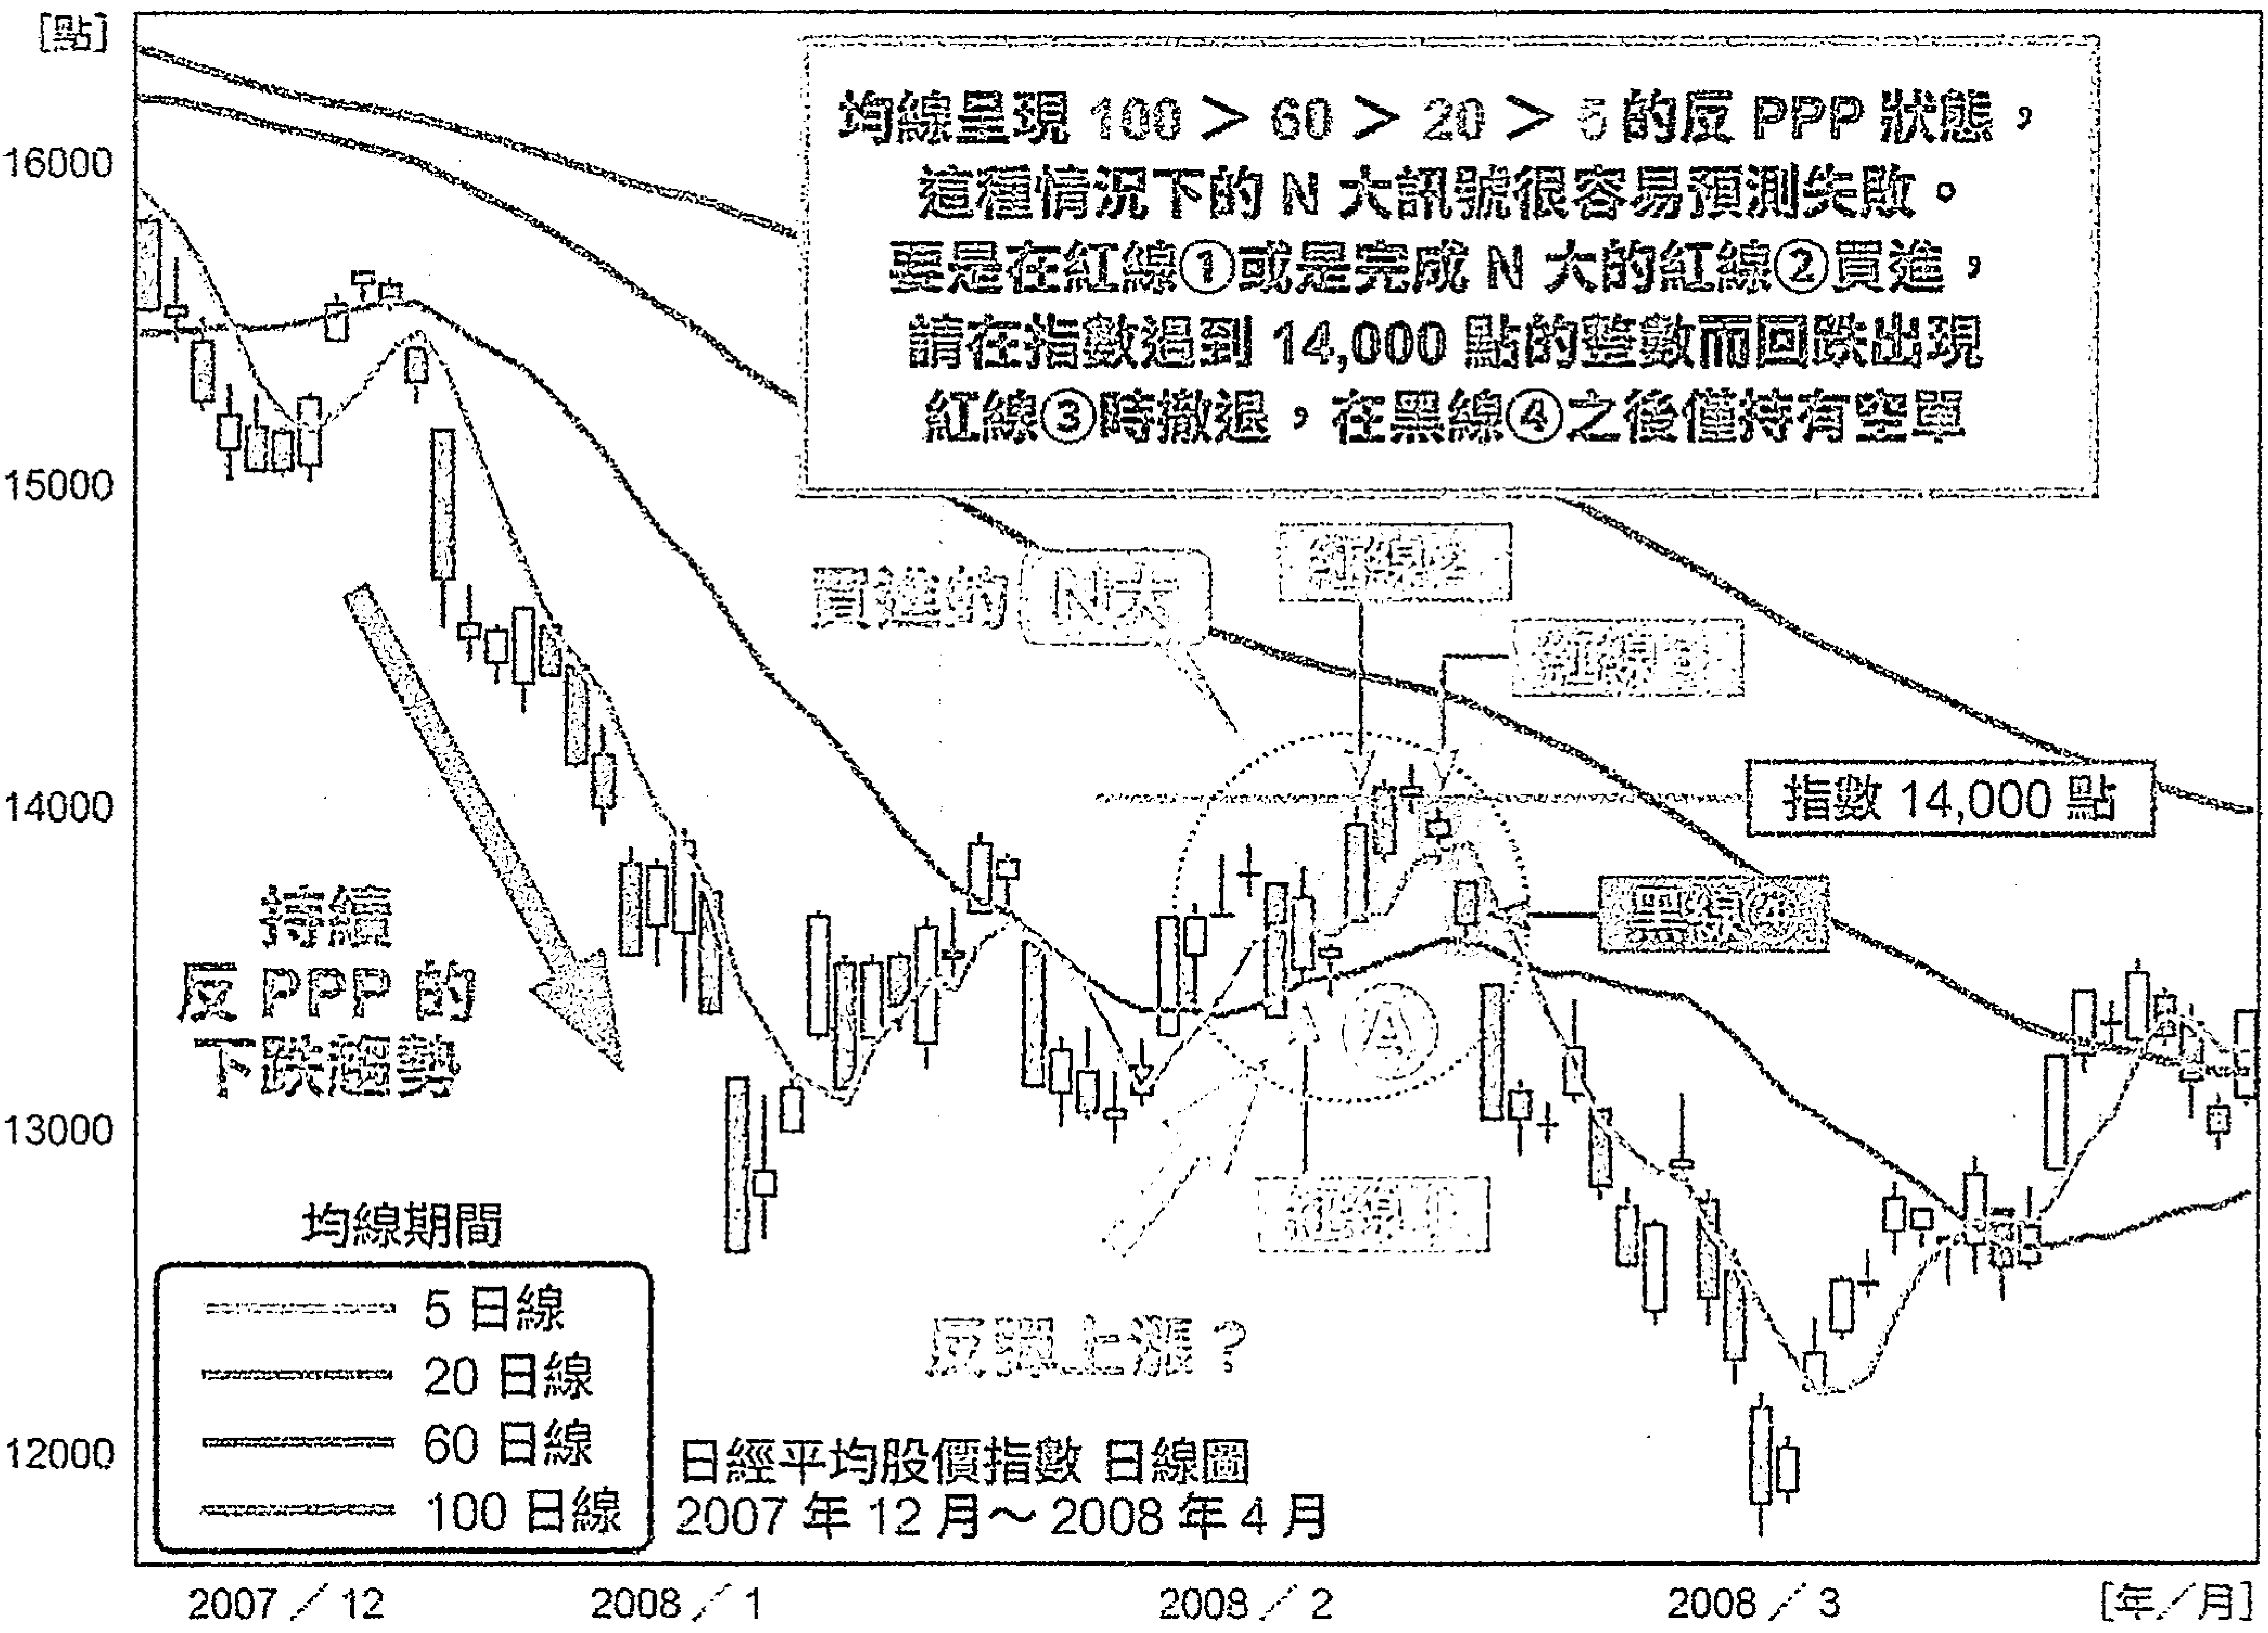 [點]
均線呈現 100 > 60 > 20 > 5 的反 PPP 狀態，
這種情況下的 N 大訊號很容易預測失敗。
要是在紅線①或是完成 N 大的紅線②買進，
請在指數遇到 14,000 點的整數而回跌出現
紅線③時撤退，在黑線④之後僅持有空單
16000
15000
14000
13000
12000
買進的 N大
紅線②
紅線③
指數 14,000 點
黑線④
Ⓐ
紅線①
持續
反 PPP 的
下跌趨勢
反彈上漲？
均線期間
5 日線
20 日線
60 日線
100 日線
日經平均股價指數 日線圖
2007 年 12 月～2008 年 4 月
2007／12
2008／1
2008／2
2008／3
[年／月]